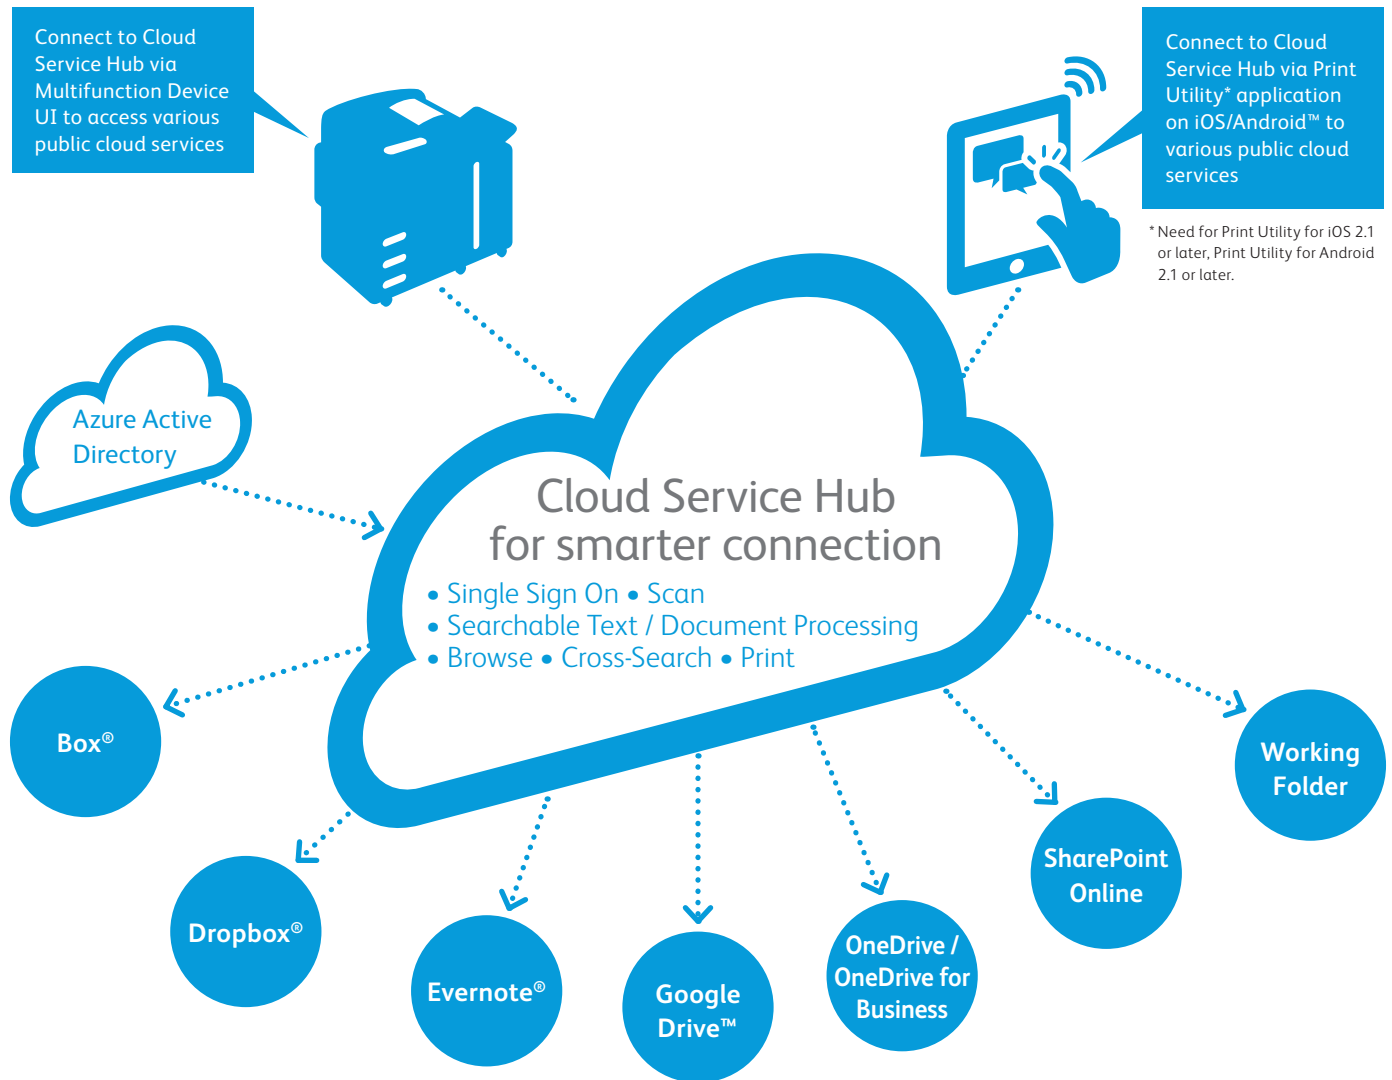 Connect to Cloud
Service Hub via
Multifunction Device
UI to access various
public cloud services
Connect to Cloud
Service Hub via Print
Utility* application
on iOS/Android™ to
various public cloud
services
* Need for Print Utility for iOS 2.1
or later, Print Utility for Android
2.1 or later.
Azure Active
Directory
Cloud Service Hub
for smarter connection
• Single Sign On • Scan
• Searchable Text / Document Processing
• Browse • Cross-Search • Print
Box®
Dropbox®
Evernote®
Google
Drive™
OneDrive /
OneDrive for
Business
SharePoint
Online
Working
Folder